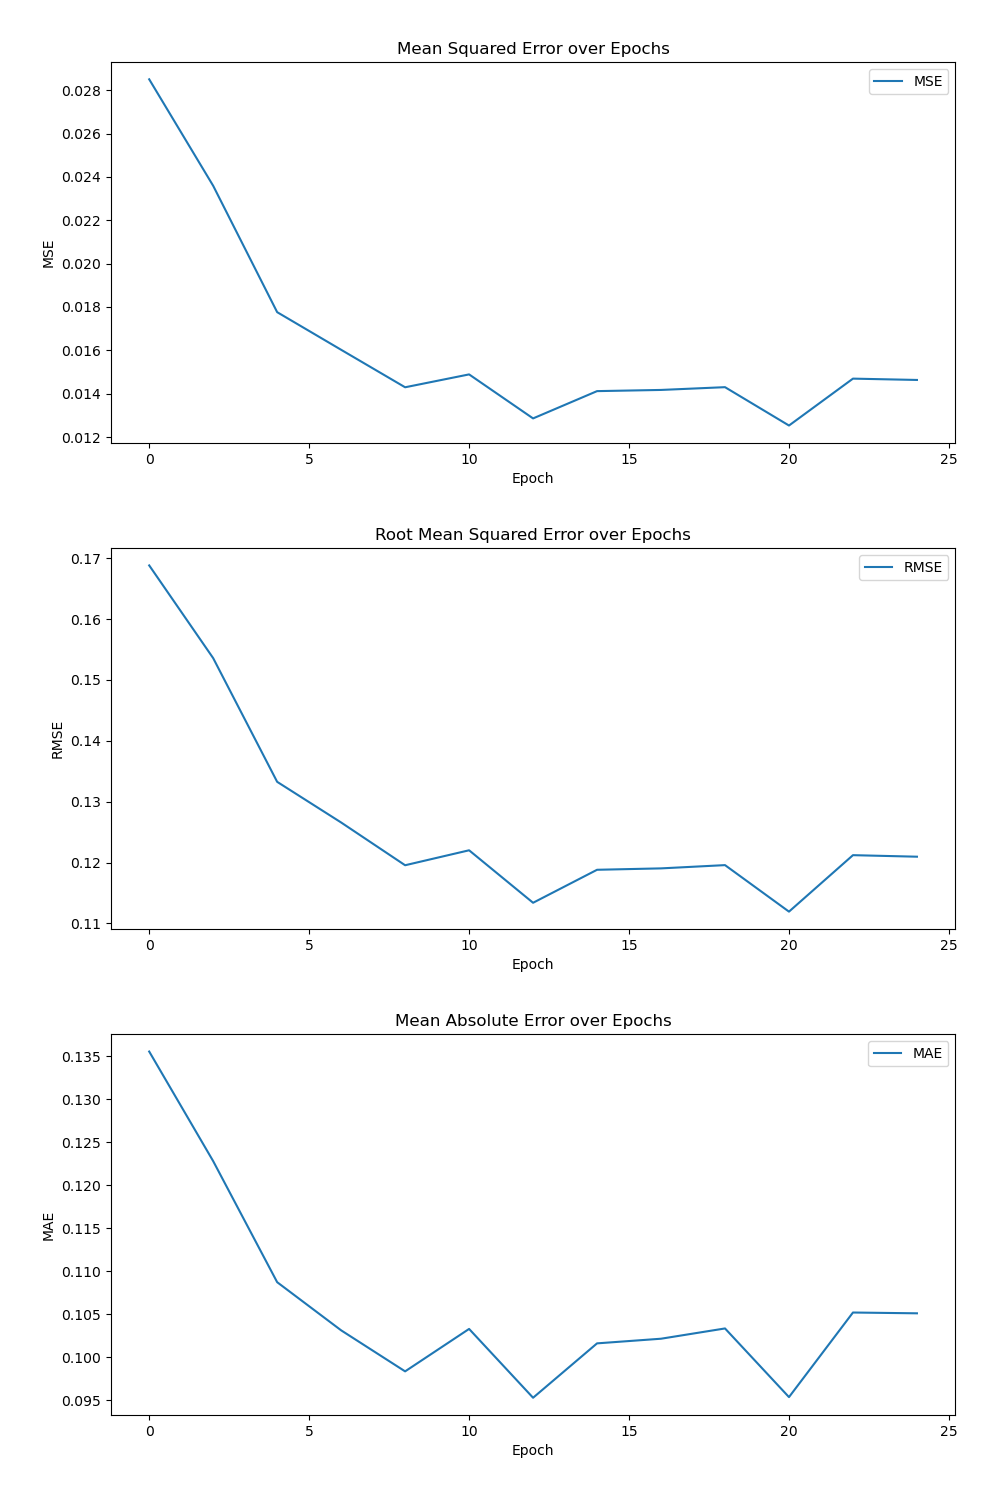 Mean Squared Error over Epochs
MSE
0.028
0.026
0.024
0.022
0.020
0.018
0.016
0.014
0.012
MSE
0 5 10 15 20 25
Epoch
Root Mean Squared Error over Epochs
RMSE
0.17
0.16
0.15
0.14
0.13
0.12
0.11
RMSE
0 5 10 15 20 25
Epoch
Mean Absolute Error over Epochs
MAE
0.135
0.130
0.125
0.120
0.115
0.110
0.105
0.100
0.095
MAE
0 5 10 15 20 25
Epoch